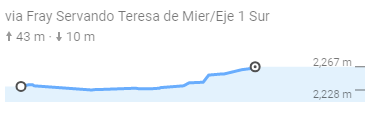 via Fray Servando Teresa de Mier/Eje 1 Sur
↑ 43 m · ↓ 10 m
2,267 m
2,228 m